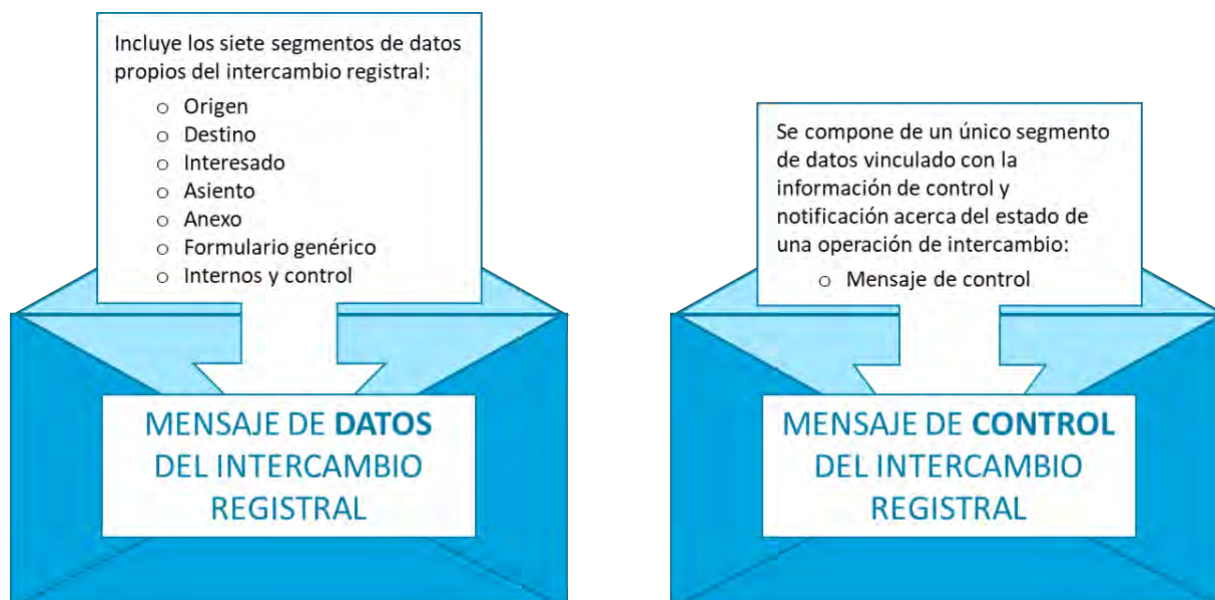 Incluye los siete segmentos de datos
propios del intercambio registral:
o Origen
o Destino
o Interesado
o Asiento
o Anexo
o Formulario genérico
o Internos y control
MENSAJE DE DATOS
DEL INTERCAMBIO
REGISTRAL
Se compone de un único segmento
de datos vinculado con la
información de control y
notificación acerca del estado de
una operación de intercambio:
o Mensaje de control
MENSAJE DE CONTROL
DEL INTERCAMBIO
REGISTRAL